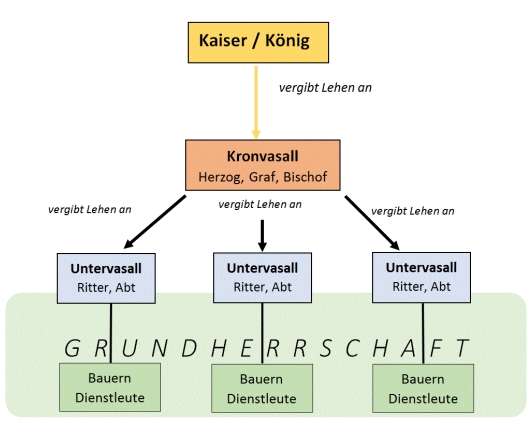 Kaiser / König
vergibt Lehen an
Kronvasall
Herzog, Graf, Bischof
vergibt Lehen an
vergibt Lehen an
vergibt Lehen an
Untervasall
Ritter, Abt
Untervasall
Ritter, Abt
Untervasall
Ritter, Abt
GRUNDHERRSCHAFT
Bauern
Dienstleute
Bauern
Dienstleute
Bauern
Dienstleute